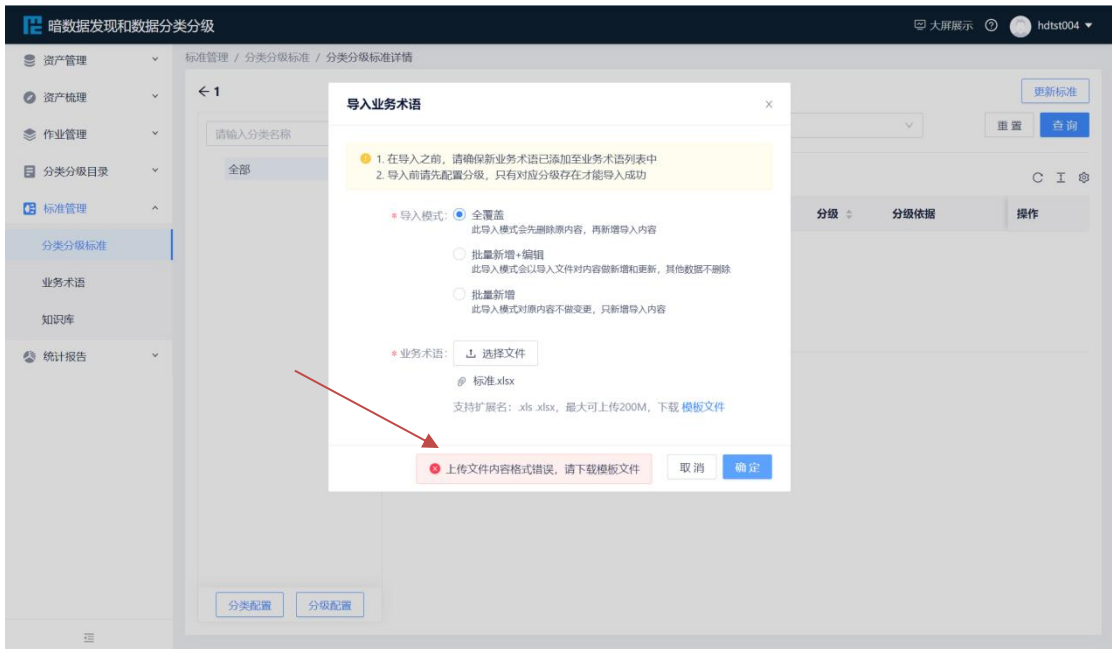 暗数据发现和数据分类分级
大屏展示 hdtst004
资产管理
资产梳理
作业管理
分类分级目录
标准管理
分类分级标准
业务术语
知识库
统计报告
标准管理 / 分类分级标准 / 分类分级标准详情
1
更新标准
请输入分类名称
重置 查询
全部
分级 分级依据 操作
导入业务术语
1. 在导入之前，请确保新业务术语已添加至业务术语列表中
2. 导入前请先配置分级，只有对应分级存在才能导入成功
* 导入模式: 全覆盖
此导入模式会先删除原内容，再新增导入内容
批量新增+编辑
此导入模式会以导入文件对内容做新增和更新，其他数据不删除
批量新增
此导入模式对原内容不做变更，只新增导入内容
* 业务术语: 选择文件
标准.xlsx
支持扩展名：.xls .xlsx，最大可上传200M，下载 模板文件
上传文件内容格式错误，请下载模板文件 取消 确定
分类配置 分级配置